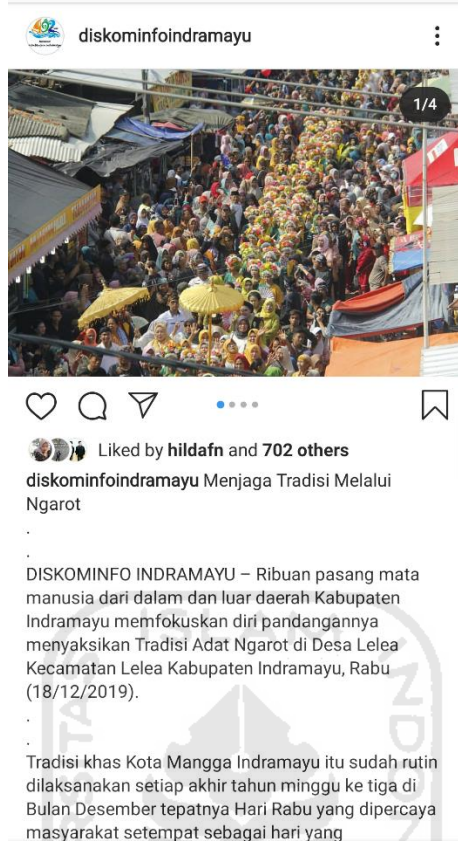 diskominfoindramayu
1/4
Liked by hildafn and 702 others
diskominfoindramayu Menjaga Tradisi Melalui
Ngarot
.
.
DISKOMINFO INDRAMAYU – Ribuan pasang mata
manusia dari dalam dan luar daerah Kabupaten
Indramayu memfokuskan diri pandangannya
menyaksikan Tradisi Adat Ngarot di Desa Lelea
Kecamatan Lelea Kabupaten Indramayu, Rabu
(18/12/2019).
.
.
Tradisi khas Kota Mangga Indramayu itu sudah rutin
dilaksanakan setiap akhir tahun minggu ke tiga di
Bulan Desember tepatnya Hari Rabu yang dipercaya
masyarakat setempat sebagai hari yang